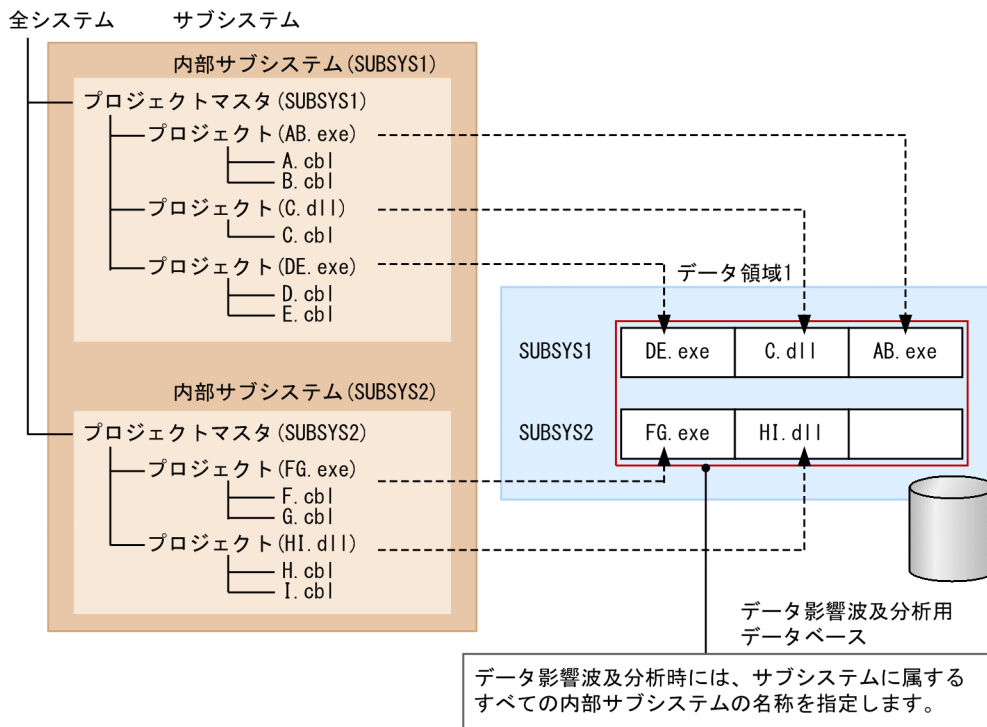 全システム
サブシステム
内部サブシステム(SUBSYS1)
プロジェクトマスタ(SUBSYS1)
プロジェクト(AB.exe)
A.cbl
B.cbl
プロジェクト(C.dll)
C.cbl
プロジェクト(DE.exe)
D.cbl
E.cbl
内部サブシステム(SUBSYS2)
プロジェクトマスタ(SUBSYS2)
プロジェクト(FG.exe)
F.cbl
G.cbl
プロジェクト(HI.dll)
H.cbl
I.cbl
データ領域1
SUBSYS1
DE.exe
C.dll
AB.exe
SUBSYS2
FG.exe
HI.dll
データ影響波及分析用
データベース
データ影響波及分析時には、サブシステムに属する
すべての内部サブシステムの名称を指定します。